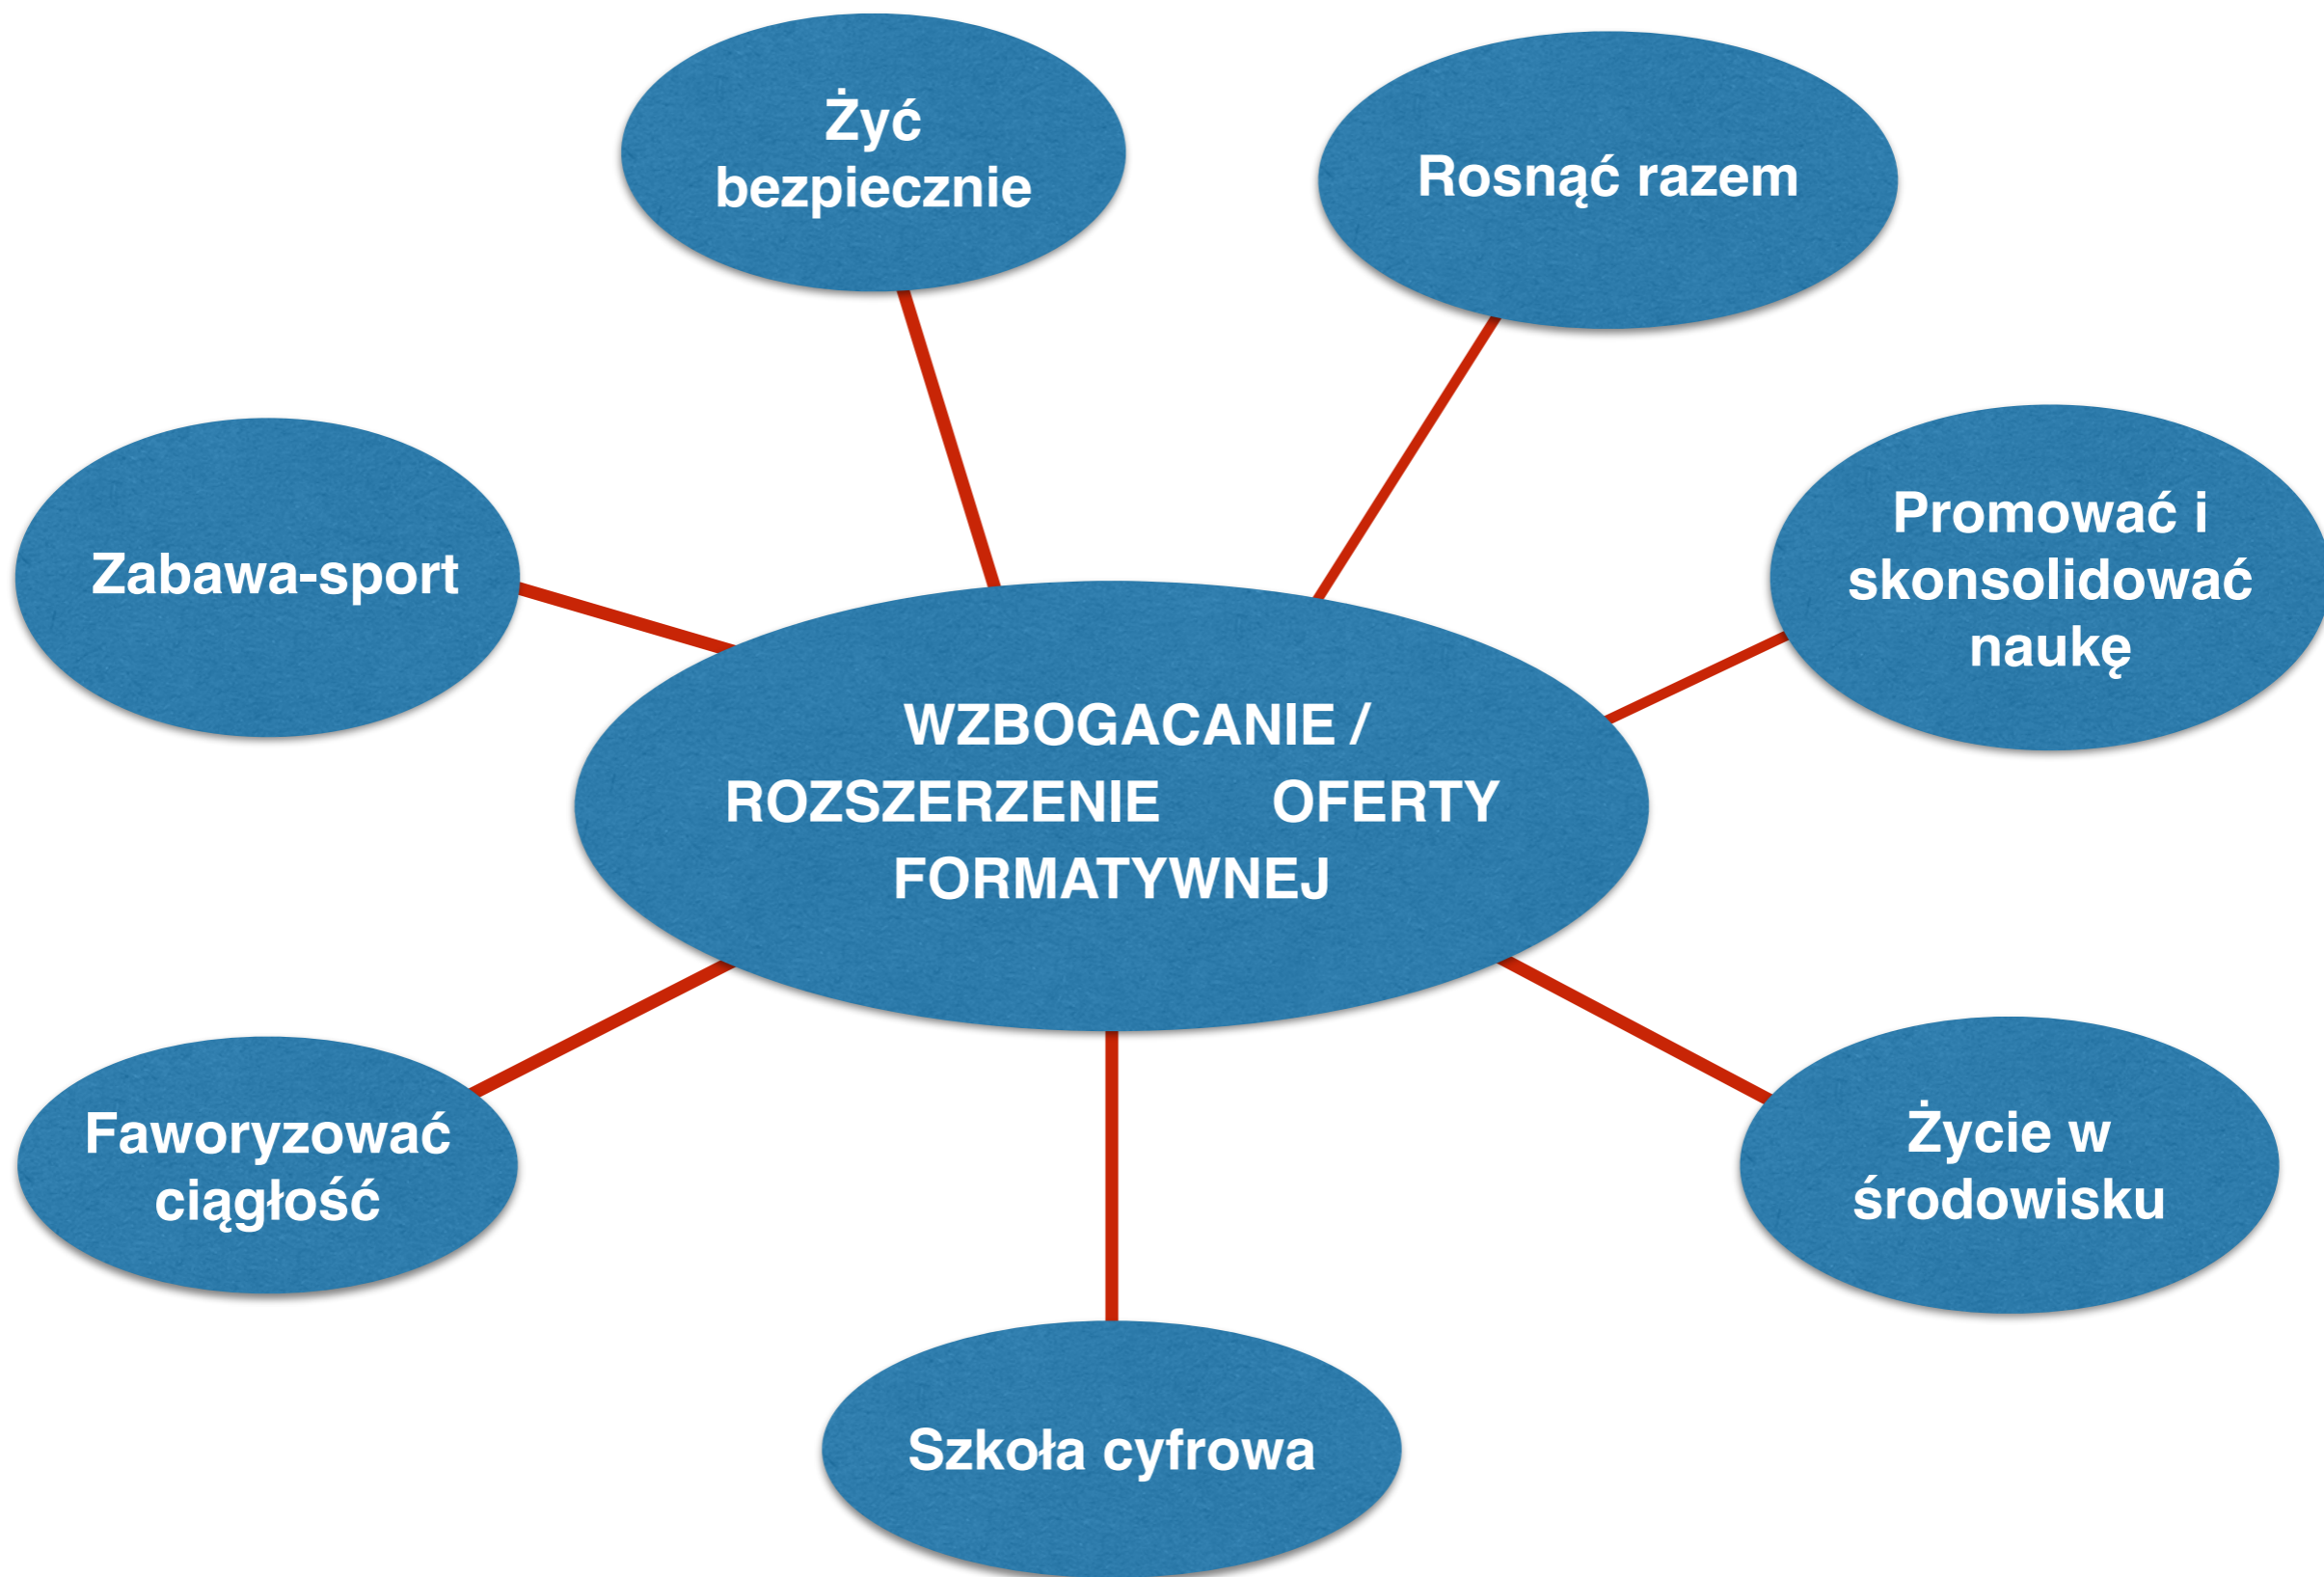 Żyć
bezpiecznie
Rosnąć razem
Promować i
skonsolidować
naukę
Zabawa-sport
WZBOGACANIE /
ROZSZERZENIE OFERTY
FORMATYWNEJ
Faworyzować
ciągłość
Życie w
środowisku
Szkoła cyfrowa